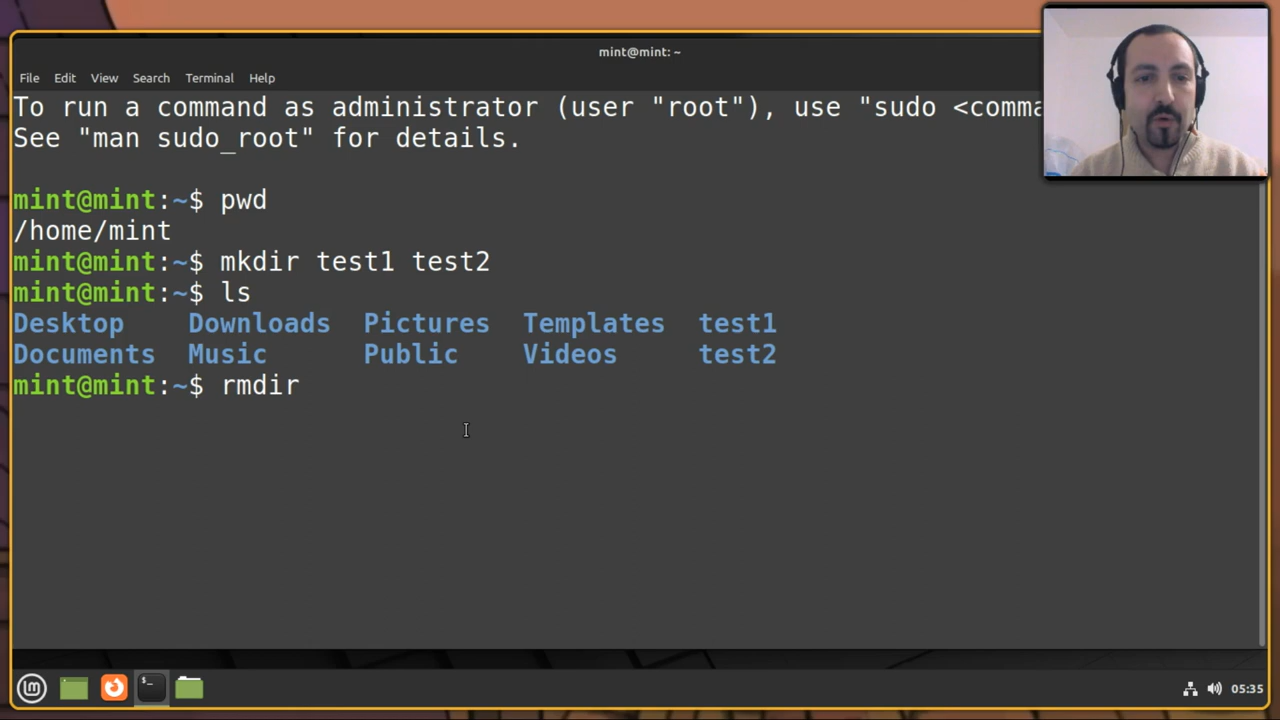 mint@mint: ~
File Edit View Search Terminal Help
To run a command as administrator (user "root"), use "sudo <comma
See "man sudo_root" for details.
mint@mint:~$ pwd
/home/mint
mint@mint:~$ mkdir test1 test2
mint@mint:~$ ls
Desktop Downloads Pictures Templates test1
Documents Music Public Videos test2
mint@mint:~$ rmdir
05:35